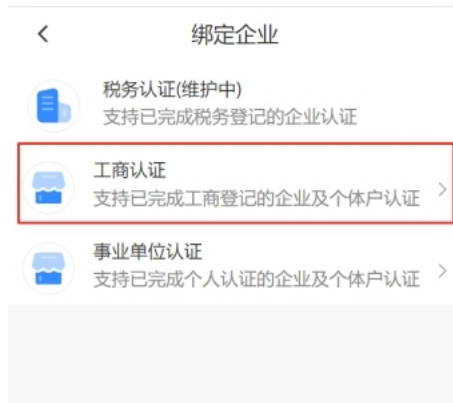 绑定企业
税务认证(维护中)
支持已完成税务登记的企业认证
工商认证
支持已完成工商登记的企业及个体户认证
事业单位认证
支持已完成个人认证的企业及个体户认证